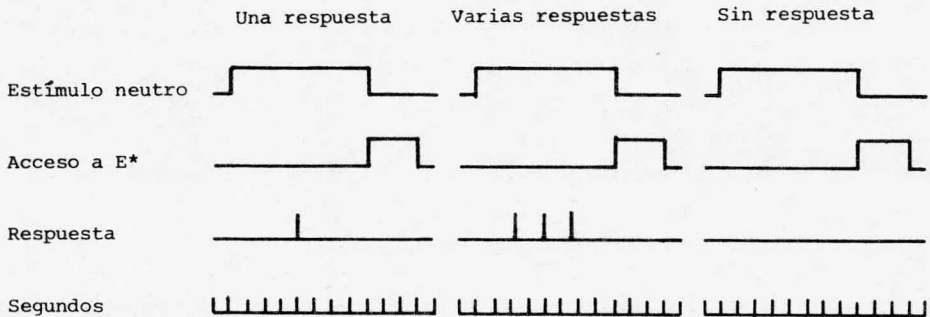 Una respuesta Varias respuestas Sin respuesta
Estímulo neutro
Acceso a E*
Respuesta
Segundos